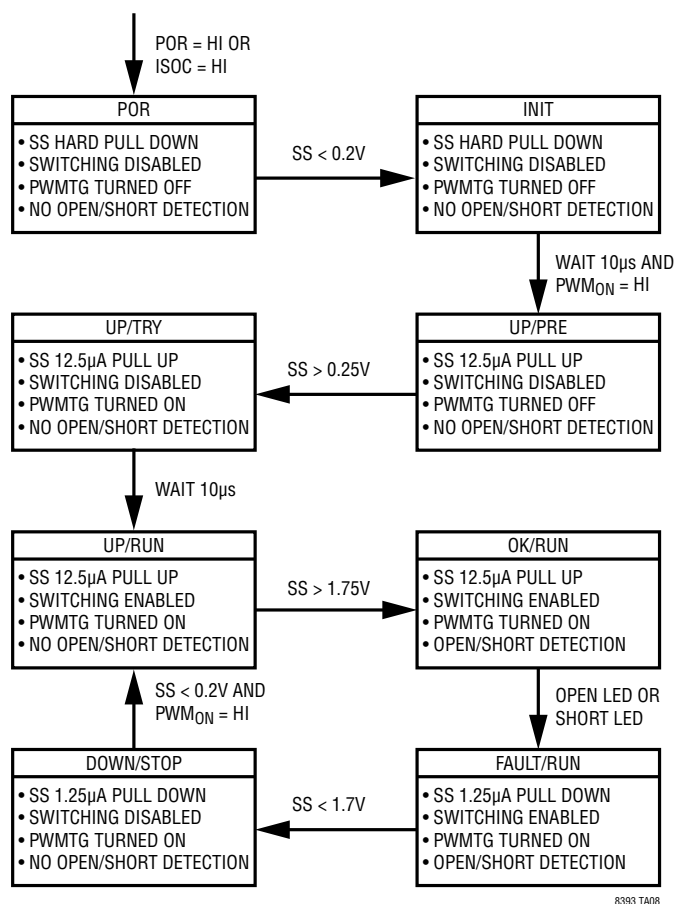 POR = HI OR
ISOC = HI
POR
• SS HARD PULL DOWN
• SWITCHING DISABLED
• PWMTG TURNED OFF
• NO OPEN/SHORT DETECTION
SS < 0.2V
INIT
• SS HARD PULL DOWN
• SWITCHING DISABLED
• PWMTG TURNED OFF
• NO OPEN/SHORT DETECTION
WAIT 10µs AND
PWMON = HI
UP/TRY
• SS 12.5µA PULL UP
• SWITCHING DISABLED
• PWMTG TURNED ON
• NO OPEN/SHORT DETECTION
SS > 0.25V
UP/PRE
• SS 12.5µA PULL UP
• SWITCHING DISABLED
• PWMTG TURNED OFF
• NO OPEN/SHORT DETECTION
WAIT 10µs
UP/RUN
• SS 12.5µA PULL UP
• SWITCHING ENABLED
• PWMTG TURNED ON
• NO OPEN/SHORT DETECTION
SS > 1.75V
OK/RUN
• SS 12.5µA PULL UP
• SWITCHING ENABLED
• PWMTG TURNED ON
• OPEN/SHORT DETECTION
SS < 0.2V AND
PWMON = HI
OPEN LED OR
SHORT LED
DOWN/STOP
• SS 1.25µA PULL DOWN
• SWITCHING DISABLED
• PWMTG TURNED ON
• NO OPEN/SHORT DETECTION
SS < 1.7V
FAULT/RUN
• SS 1.25µA PULL DOWN
• SWITCHING ENABLED
• PWMTG TURNED ON
• OPEN/SHORT DETECTION
8393 TA08